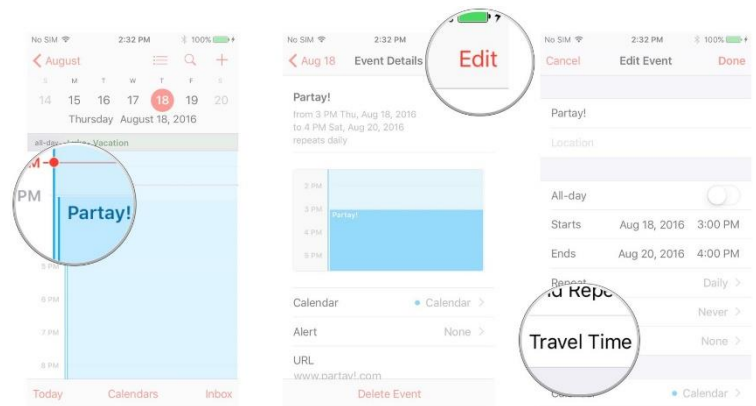 No SIM 2:32 PM 100%
August
S M T W T F S
14 15 16 17 18 19 20
Thursday August 18, 2016
all-day Vacation
PM
Partay!
5 PM
6 PM
7 PM
8 PM
Today Calendars Inbox
No SIM 2:32 PM
Aug 18 Event Details Edit
Partay!
from 3 PM Thu, Aug 18, 2016
to 4 PM Sat, Aug 20, 2016
repeats daily
2 PM
3 PM
Partay!
4 PM
5 PM
Calendar Calendar
Alert None
URL
www.partay!.com
Delete Event
No SIM 2:32 PM 100%
Cancel Edit Event Done
Partay!
Location
All-day
Starts Aug 18, 2016 3:00 PM
Ends Aug 20, 2016 4:00 PM
Repeat Daily
Never
Travel Time None
Calendar Calendar